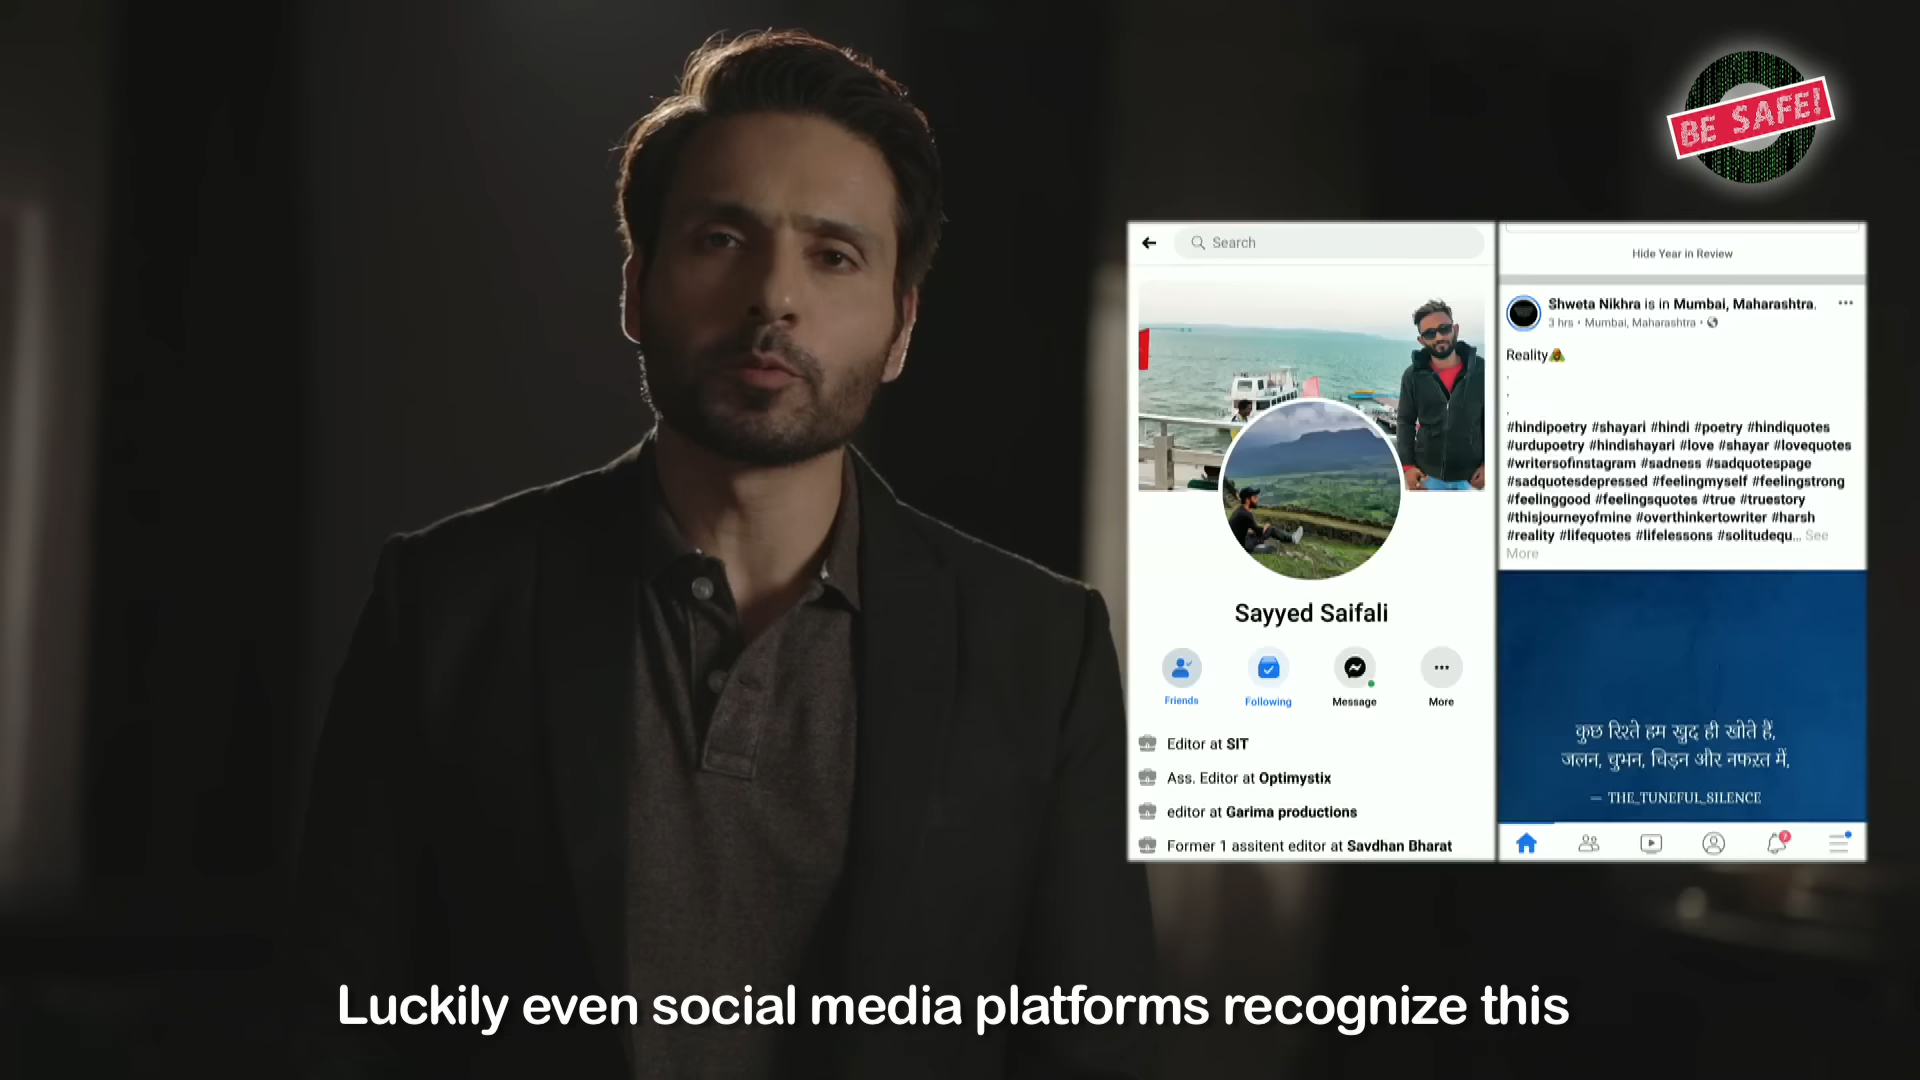 BE SAFE!
Search
Sayyed Saifali
Friends
Following
Message
More
Editor at SIT
Ass. Editor at Optimystix
editor at Garima productions
Former 1 assitent editor at Savdhan Bharat
Hide Year in Review
Shweta Nikhra is in Mumbai, Maharashtra.
3 hrs • Mumbai, Maharashtra •
Reality
.
.
.
#hindipoetry #shayari #hindi #poetry #hindiquotes
#urdupoetry #hindishayari #love #shayar #lovequotes
#writersofinstagram #sadness #sadquotespage
#sadquotesdepressed #feelingmyself #feelingstrong
#feelinggood #feelingsquotes #true #truestory
#thisjourneyofmine #overthinkertowriter #harsh
#reality #lifequotes #lifelessons #solitudequ... See
More
कुछ रिश्ते हम खुद ही खोते हैं,
जलन, चुभन, चिड़न और नफऱत में,
— THE_TUNEFUL_SILENCE
7
Luckily even social media platforms recognize this